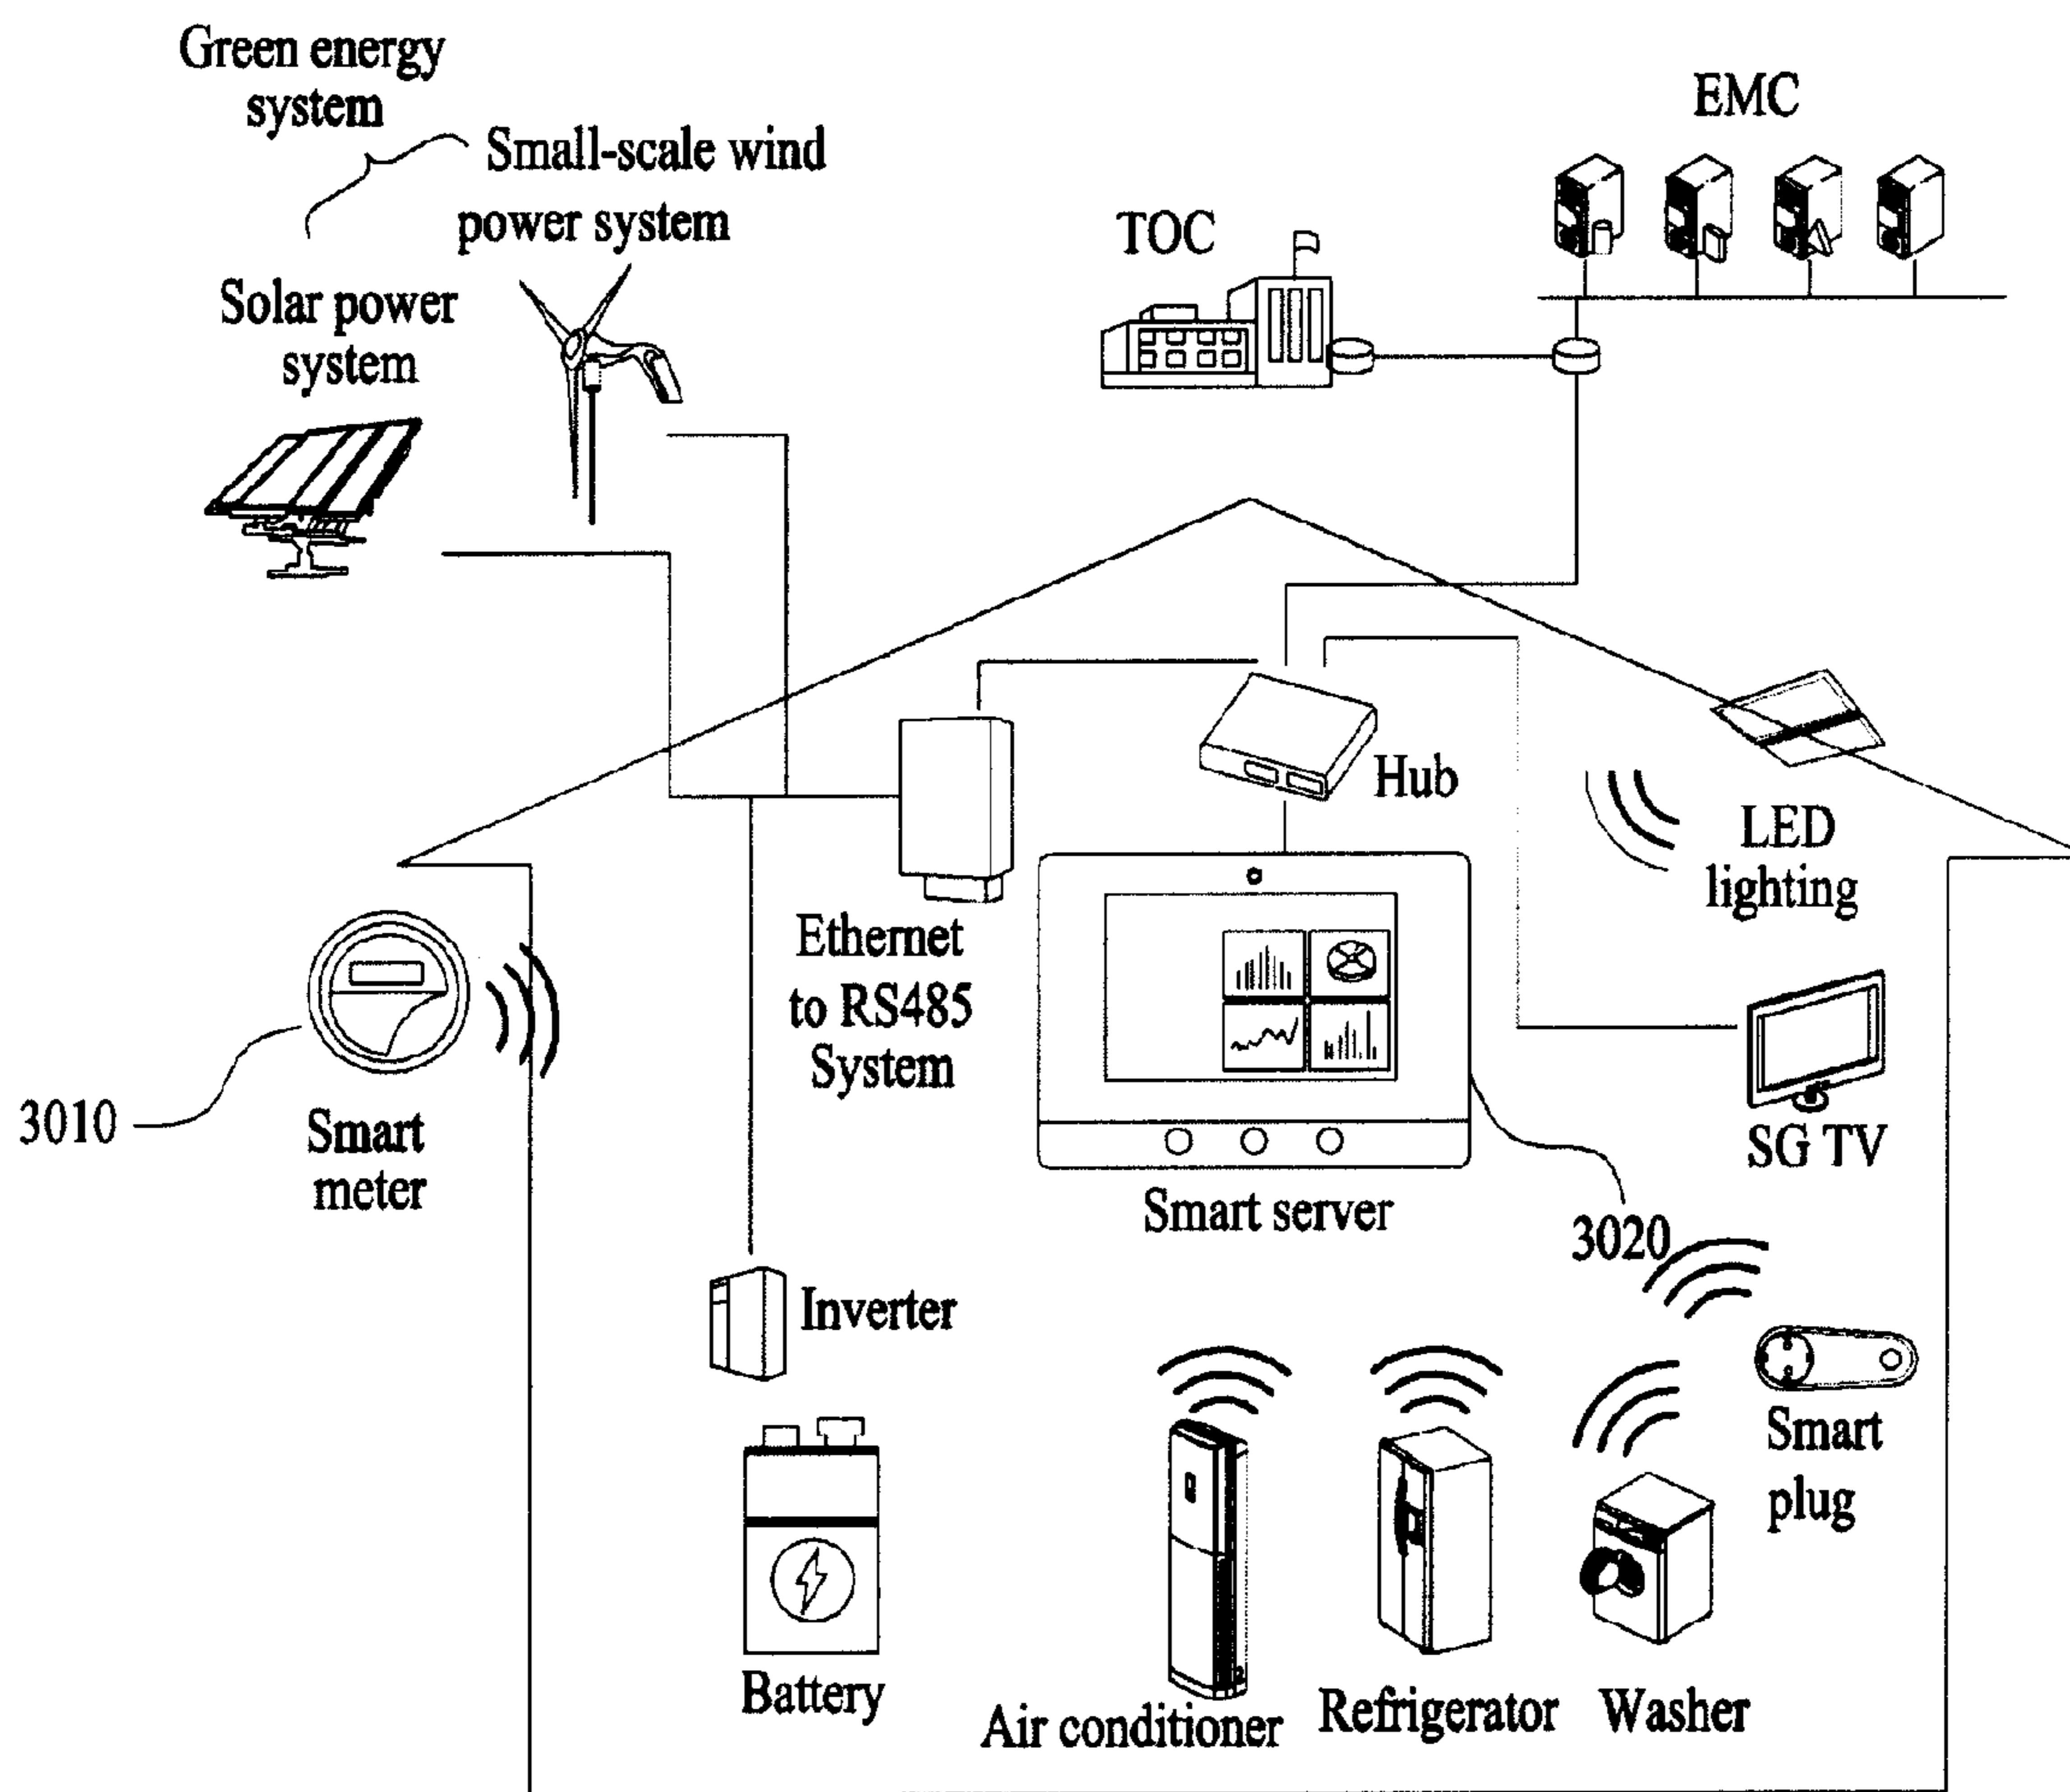 Green energy
system
Small-scale wind
power system
Solar power
system
TOC
EMC
Hub
LED
lighting
Ethernet
to RS485
System
3010
Smart
meter
Smart server
SG TV
3020
Inverter
Smart
plug
Battery
Air conditioner
Refrigerator
Washer